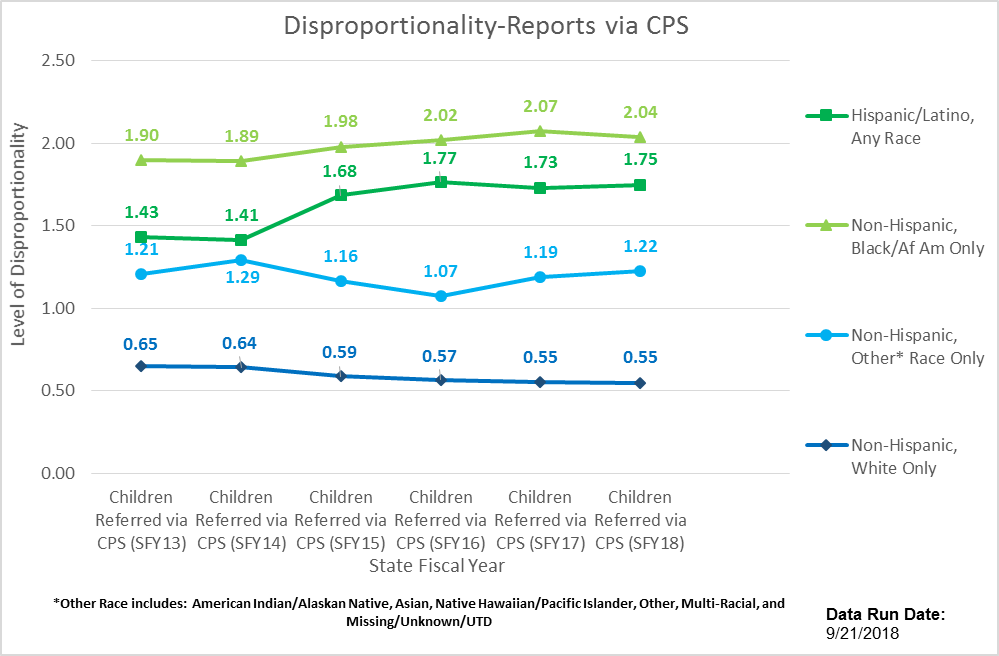 Disproportionality-Reports via CPS
2.50
2.00
1.50
1.00
0.50
0.00
Level of Disproportionality
1.90
1.89
1.98
2.02
2.07
2.04
1.43
1.41
1.68
1.77
1.73
1.75
1.21
1.29
1.16
1.07
1.19
1.22
0.65
0.64
0.59
0.57
0.55
0.55
Hispanic/Latino,
Any Race
Non-Hispanic,
Black/Af Am Only
Non-Hispanic,
Other* Race Only
Non-Hispanic,
White Only
Children
Referred via
CPS (SFY13)
Children
Referred via
CPS (SFY14)
Children
Referred via
CPS (SFY15)
Children
Referred via
CPS (SFY16)
Children
Referred via
CPS (SFY17)
Children
Referred via
CPS (SFY18)
State Fiscal Year
*Other Race includes: American Indian/Alaskan Native, Asian, Native Hawaiian/Pacific Islander, Other, Multi-Racial, and
Missing/Unknown/UTD
Data Run Date:
9/21/2018